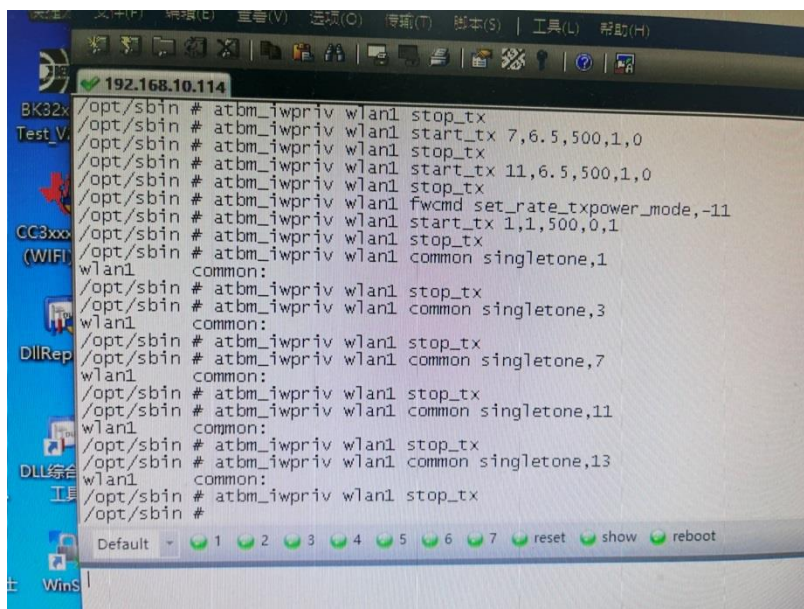 文件(F) 编辑(E) 查看(V) 选项(O) 传输(T) 脚本(S) 工具(L) 帮助(H)
192.168.10.114
/opt/sbin # atbm_iwpriv wlan1 stop_tx
/opt/sbin # atbm_iwpriv wlan1 start_tx 7,6.5,500,1,0
/opt/sbin # atbm_iwpriv wlan1 stop_tx
/opt/sbin # atbm_iwpriv wlan1 start_tx 11,6.5,500,1,0
/opt/sbin # atbm_iwpriv wlan1 stop_tx
/opt/sbin # atbm_iwpriv wlan1 fwcmd set_rate_txpower_mode,-11
/opt/sbin # atbm_iwpriv wlan1 start_tx 1,1,500,0,1
/opt/sbin # atbm_iwpriv wlan1 stop_tx
/opt/sbin # atbm_iwpriv wlan1 common singletone,1
wlan1 common:
/opt/sbin # atbm_iwpriv wlan1 stop_tx
/opt/sbin # atbm_iwpriv wlan1 common singletone,3
wlan1 common:
/opt/sbin # atbm_iwpriv wlan1 stop_tx
/opt/sbin # atbm_iwpriv wlan1 common singletone,7
wlan1 common:
/opt/sbin # atbm_iwpriv wlan1 stop_tx
/opt/sbin # atbm_iwpriv wlan1 common singletone,11
wlan1 common:
/opt/sbin # atbm_iwpriv wlan1 stop_tx
/opt/sbin # atbm_iwpriv wlan1 common singletone,13
wlan1 common:
/opt/sbin # atbm_iwpriv wlan1 stop_tx
/opt/sbin #
Default 1 2 3 4 5 6 7 reset show reboot
BK32x
Test_V
CC3xxx
(WIFI)
DllRep
DLL综合
工具
WinS